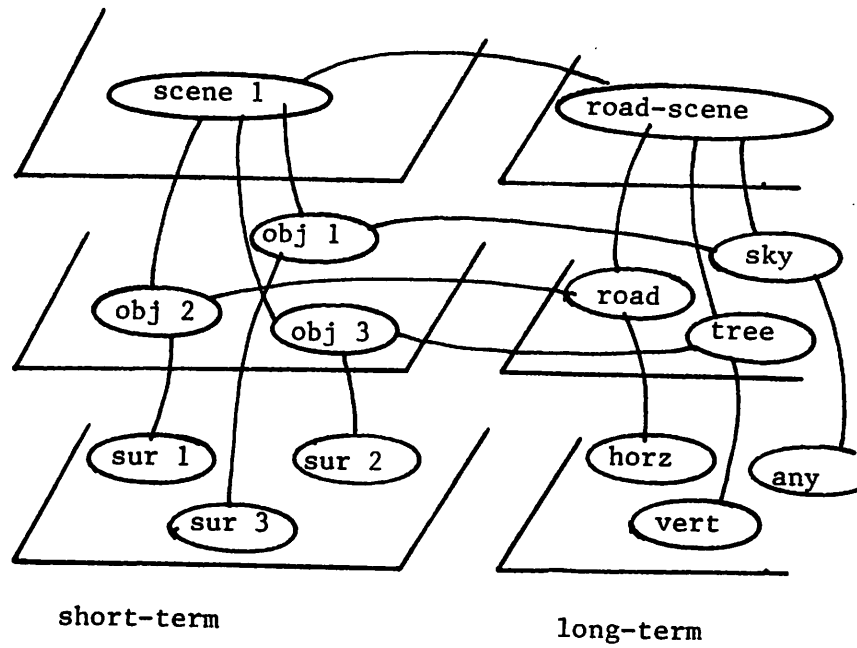 scene 1
road-scene
obj 1
sky
obj 2
road
obj 3
tree
sur 1
sur 2
horz
any
sur 3
vert
short-term
long-term